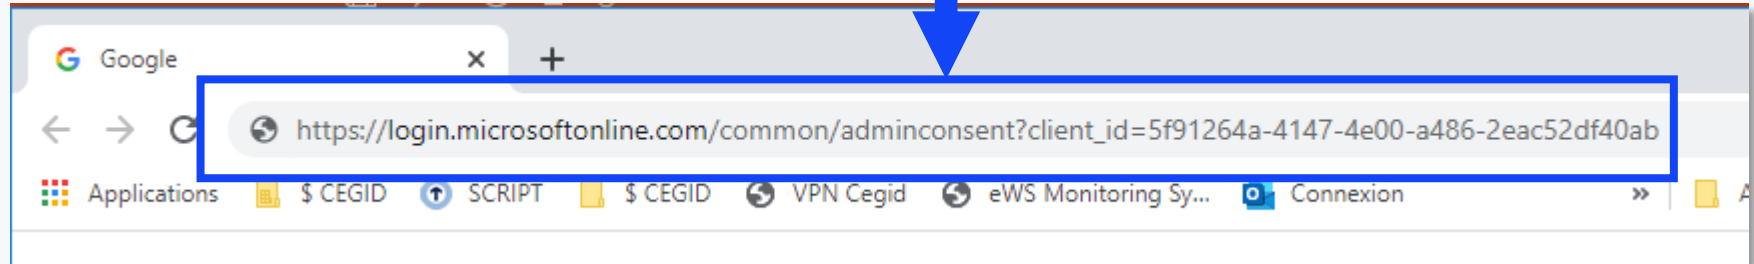 Google
https://login.microsoftonline.com/common/adminconsent?client_id=5f91264a-4147-4e00-a486-2eac52df40ab
Applications $ CEGID SCRIPT $ CEGID VPN Cegid eWS Monitoring Sy... Connexion »